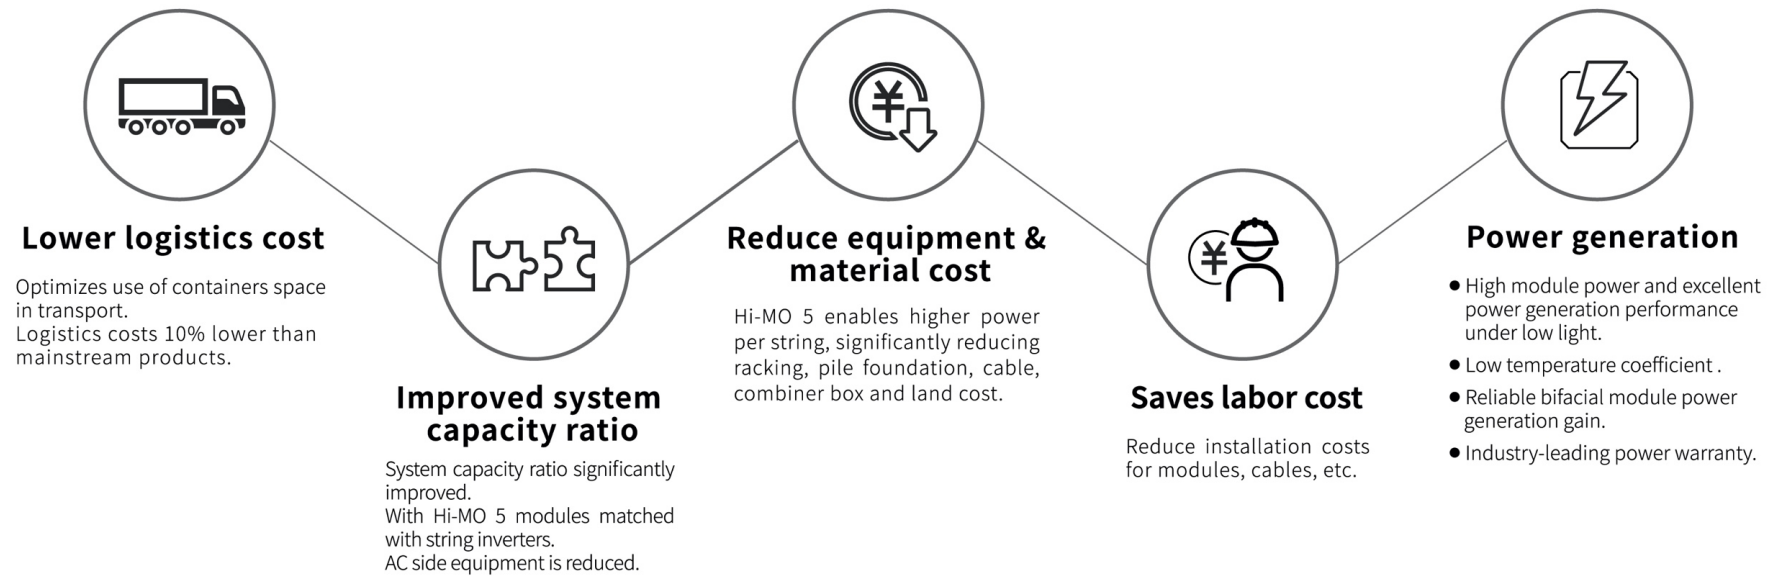 Lower logistics cost
Optimizes use of containers space
in transport.
Logistics costs 10% lower than
mainstream products.
Improved system
capacity ratio
System capacity ratio significantly
improved.
With Hi-MO 5 modules matched
with string inverters.
AC side equipment is reduced.
¥
Reduce equipment &
material cost
Hi-MO 5 enables higher power
per string, significantly reducing
racking, pile foundation, cable,
combiner box and land cost.
¥
Saves labor cost
Reduce installation costs
for modules, cables, etc.
Power generation
● High module power and excellent
power generation performance
under low light.
● Low temperature coefficient .
● Reliable bifacial module power
generation gain.
● Industry-leading power warranty.